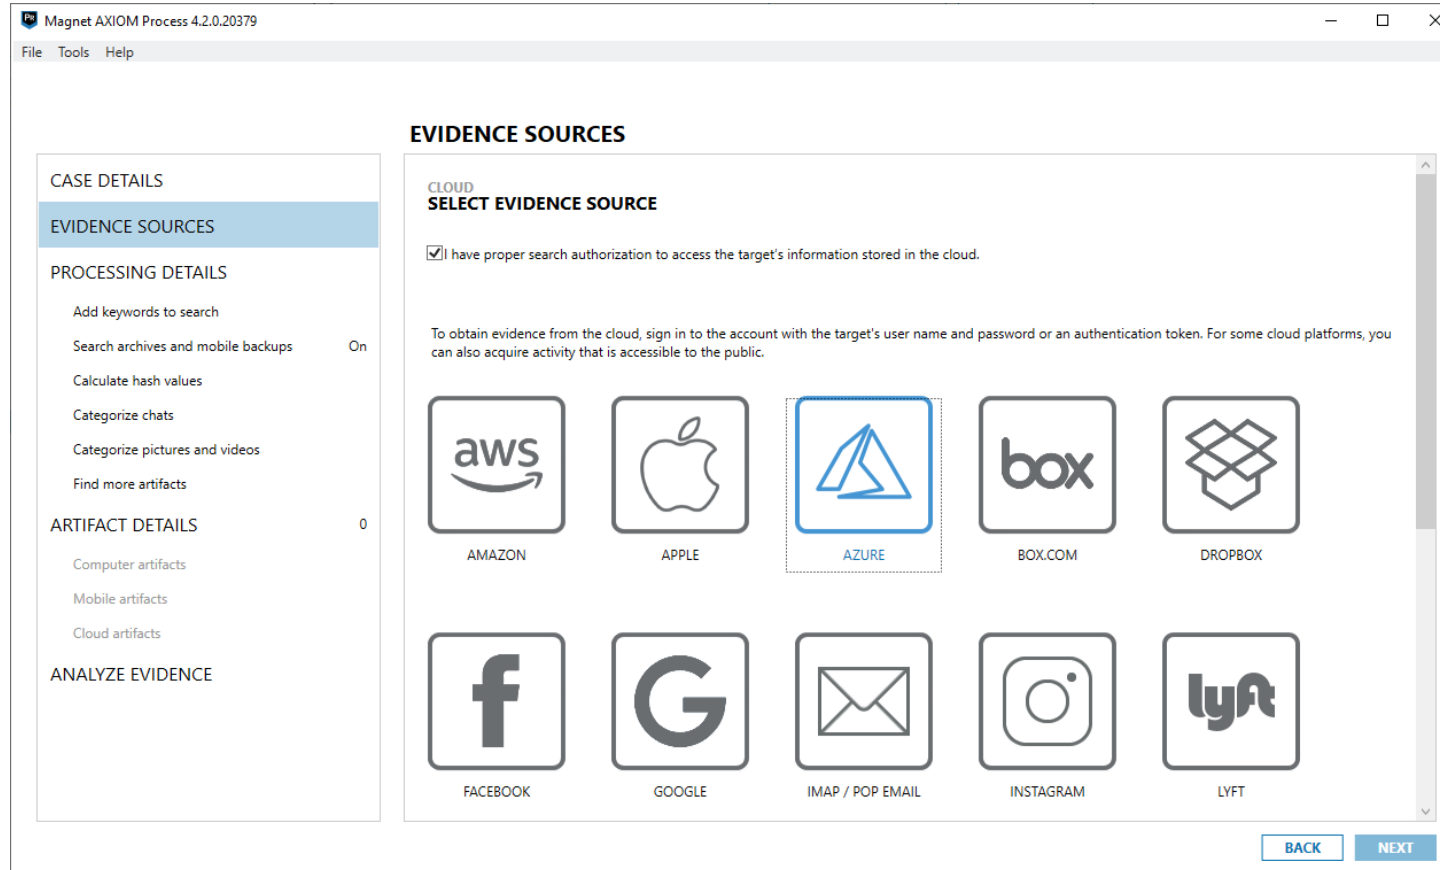 PR Magnet AXIOM Process 4.2.0.20379
File Tools Help
EVIDENCE SOURCES
CASE DETAILS
EVIDENCE SOURCES
PROCESSING DETAILS
Add keywords to search
Search archives and mobile backups On
Calculate hash values
Categorize chats
Categorize pictures and videos
Find more artifacts
ARTIFACT DETAILS 0
Computer artifacts
Mobile artifacts
Cloud artifacts
ANALYZE EVIDENCE
CLOUD
SELECT EVIDENCE SOURCE
I have proper search authorization to access the target's information stored in the cloud.
To obtain evidence from the cloud, sign in to the account with the target's user name and password or an authentication token. For some cloud platforms, you
can also acquire activity that is accessible to the public.
aws box
AMAZON APPLE AZURE BOX.COM DROPBOX
f G lyft
FACEBOOK GOOGLE IMAP / POP EMAIL INSTAGRAM LYFT
BACK NEXT